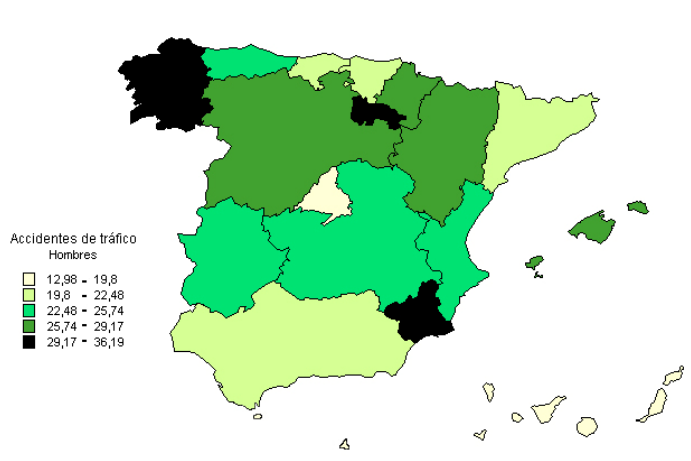 Accidentes de tráfico
Hombres
12,98 - 19,8
19,8 - 22,48
22,48 - 25,74
25,74 - 29,17
29,17 - 36,19